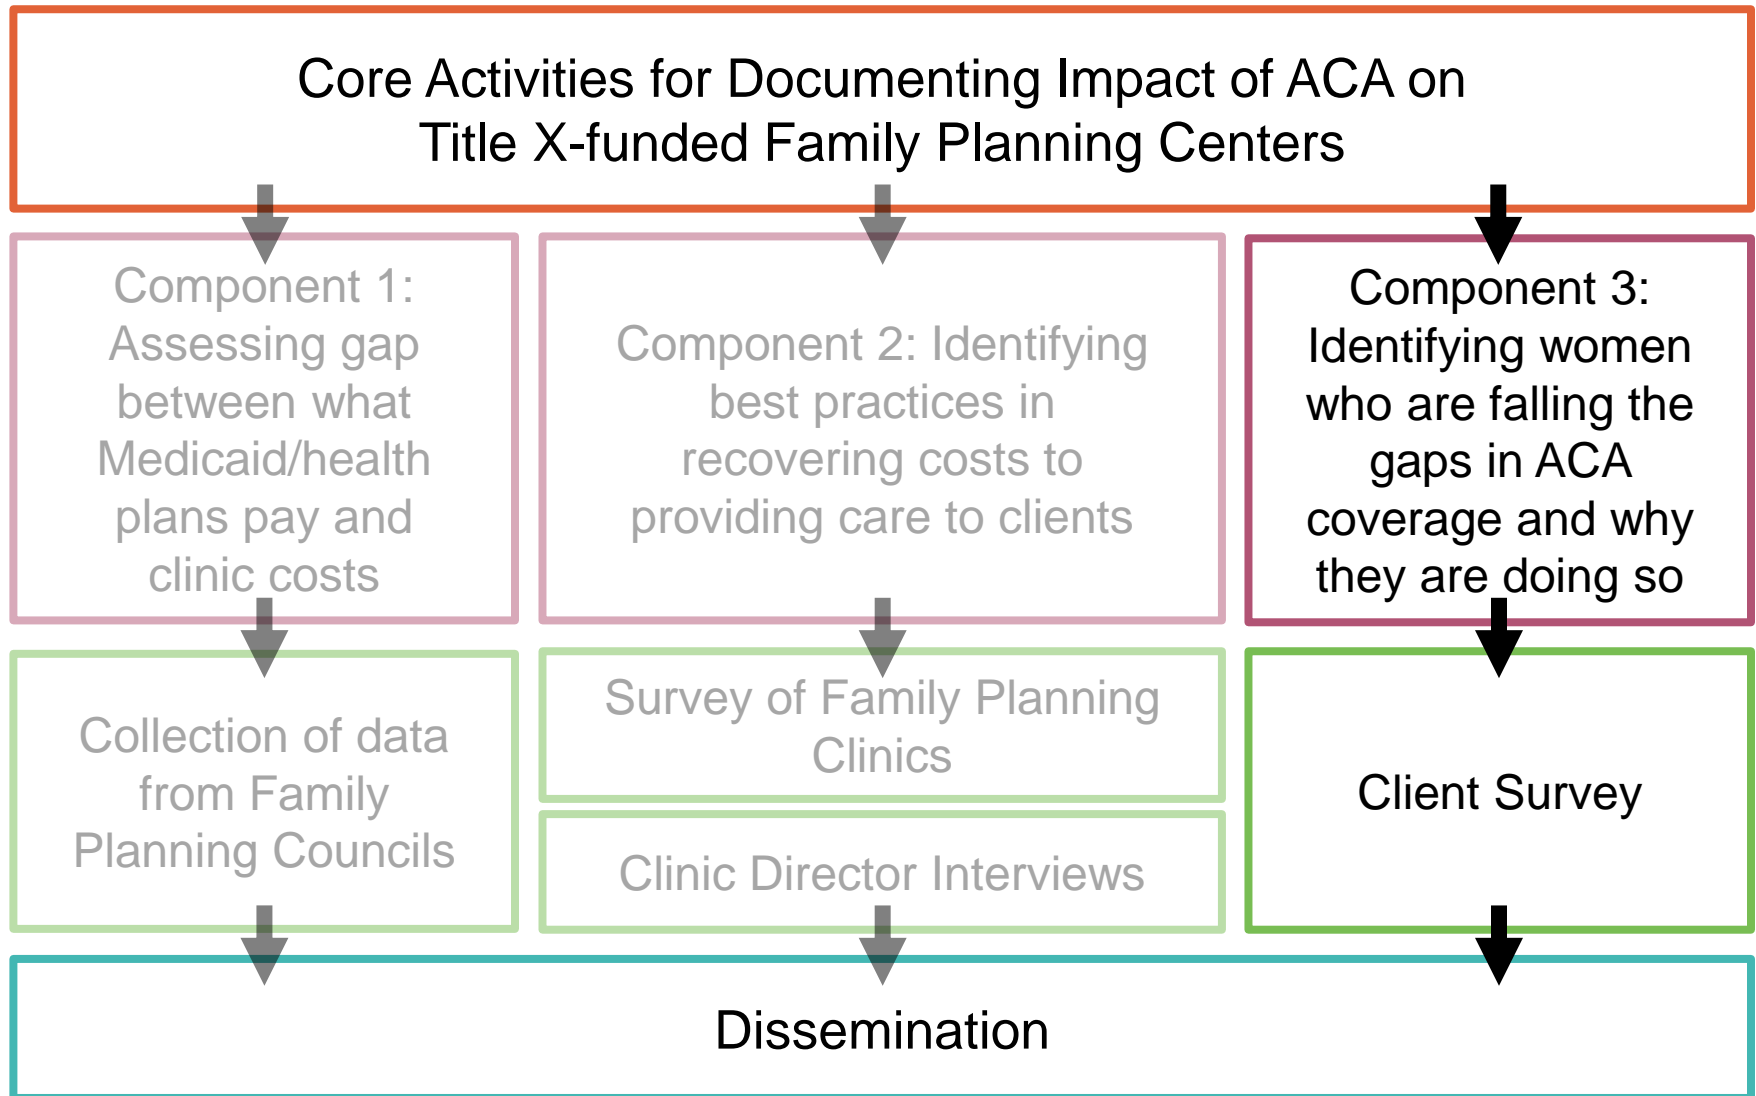 Core Activities for Documenting Impact of ACA on
Title X-funded Family Planning Centers
Component 1:
Assessing gap
between what
Medicaid/health
plans pay and
clinic costs
Component 2: Identifying
best practices in
recovering costs to
providing care to clients
Component 3:
Identifying women
who are falling the
gaps in ACA
coverage and why
they are doing so
Collection of data
from Family
Planning Councils
Survey of Family Planning
Clinics
Clinic Director Interviews
Client Survey
Dissemination